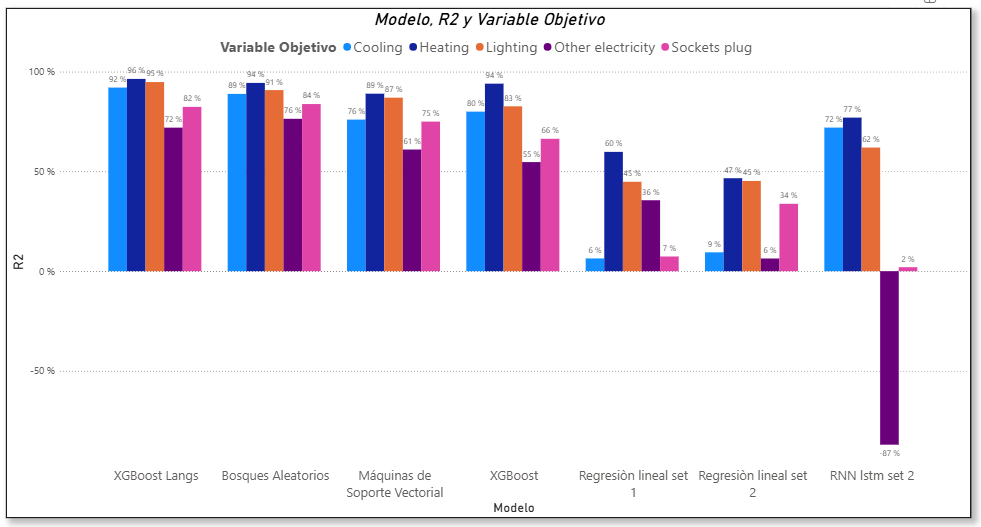 Modelo, R2 y Variable Objetivo
Variable Objetivo Cooling Heating Lighting Other electricity Sockets plug
100 %
50 %
0 %
-50 %
R2
92 % 96 % 95 % 72 % 82 %
89 % 94 % 91 % 76 % 84 %
76 % 89 % 87 % 61 % 75 %
80 % 94 % 83 % 55 % 66 %
6 % 60 % 45 % 36 % 7 %
9 % 47 % 45 % 6 % 34 %
72 % 77 % 62 % -87 % 2 %
XGBoost Langs
Bosques Aleatorios
Máquinas de
Soporte Vectorial
XGBoost
Regresiòn lineal set
1
Regresiòn lineal set
2
RNN lstm set 2
Modelo